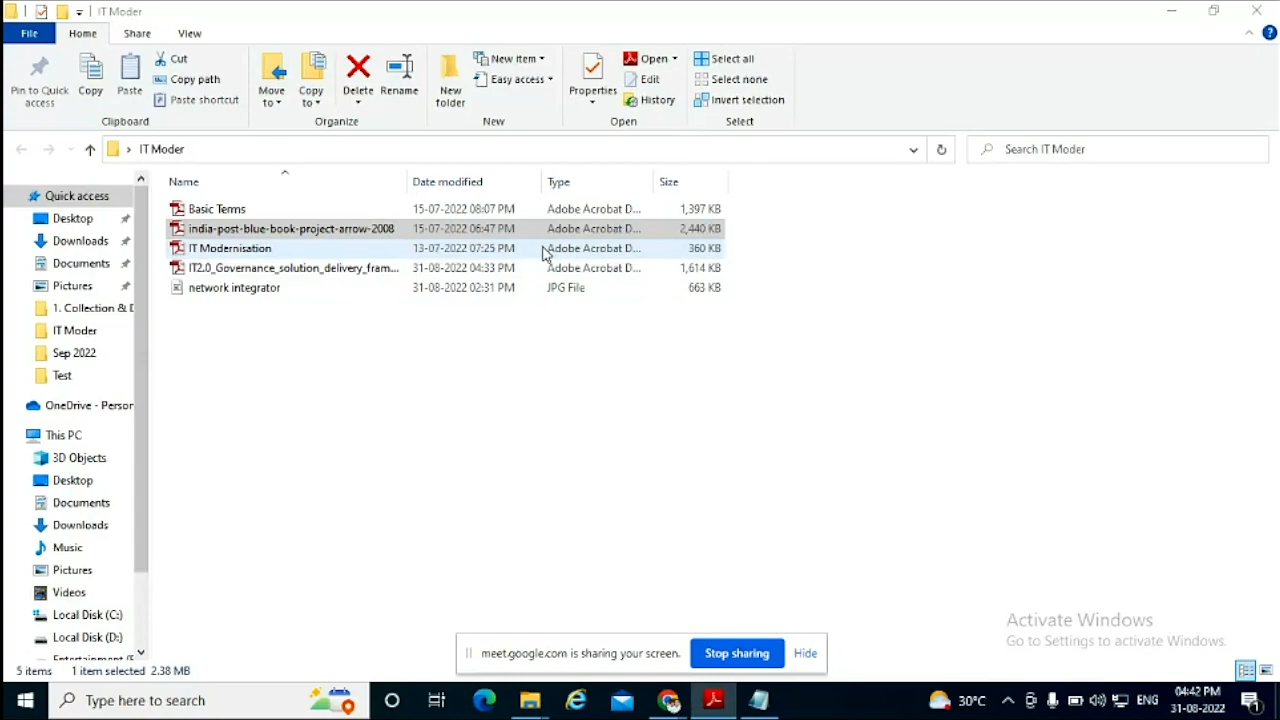 IT Moder
File Home Share View
Pin to Quick access
Copy
Paste
Cut
Copy path
Paste shortcut
Clipboard
Move to
Copy to
Delete
Rename
Organize
New folder
New item
Easy access
New
Properties
Open
Edit
History
Open
Select all
Select none
Invert selection
Select
IT Moder
Search IT Moder
Name Date modified Type Size
Basic Terms 15-07-2022 08:07 PM Adobe Acrobat D... 1,397 KB
india-post-blue-book-project-arrow-2008 15-07-2022 06:47 PM Adobe Acrobat D... 2,440 KB
IT Modernisation 13-07-2022 07:25 PM Adobe Acrobat D... 360 KB
IT2.0_Governance_solution_delivery_fram... 31-08-2022 04:33 PM Adobe Acrobat D... 1,614 KB
network integrator 31-08-2022 02:31 PM JPG File 663 KB
Quick access
Desktop
Downloads
Documents
Pictures
1. Collection & D
IT Moder
Sep 2022
Test
OneDrive - Person
This PC
3D Objects
Desktop
Documents
Downloads
Music
Pictures
Videos
Local Disk (C:)
Local Disk (D:)
Entertainment (E
Activate Windows
Go to Settings to activate Windows.
meet.google.com is sharing your screen. Stop sharing Hide
5 items 1 item selected 2.38 MB
Type here to search
30°C
ENG
04:42 PM
31-08-2022
1